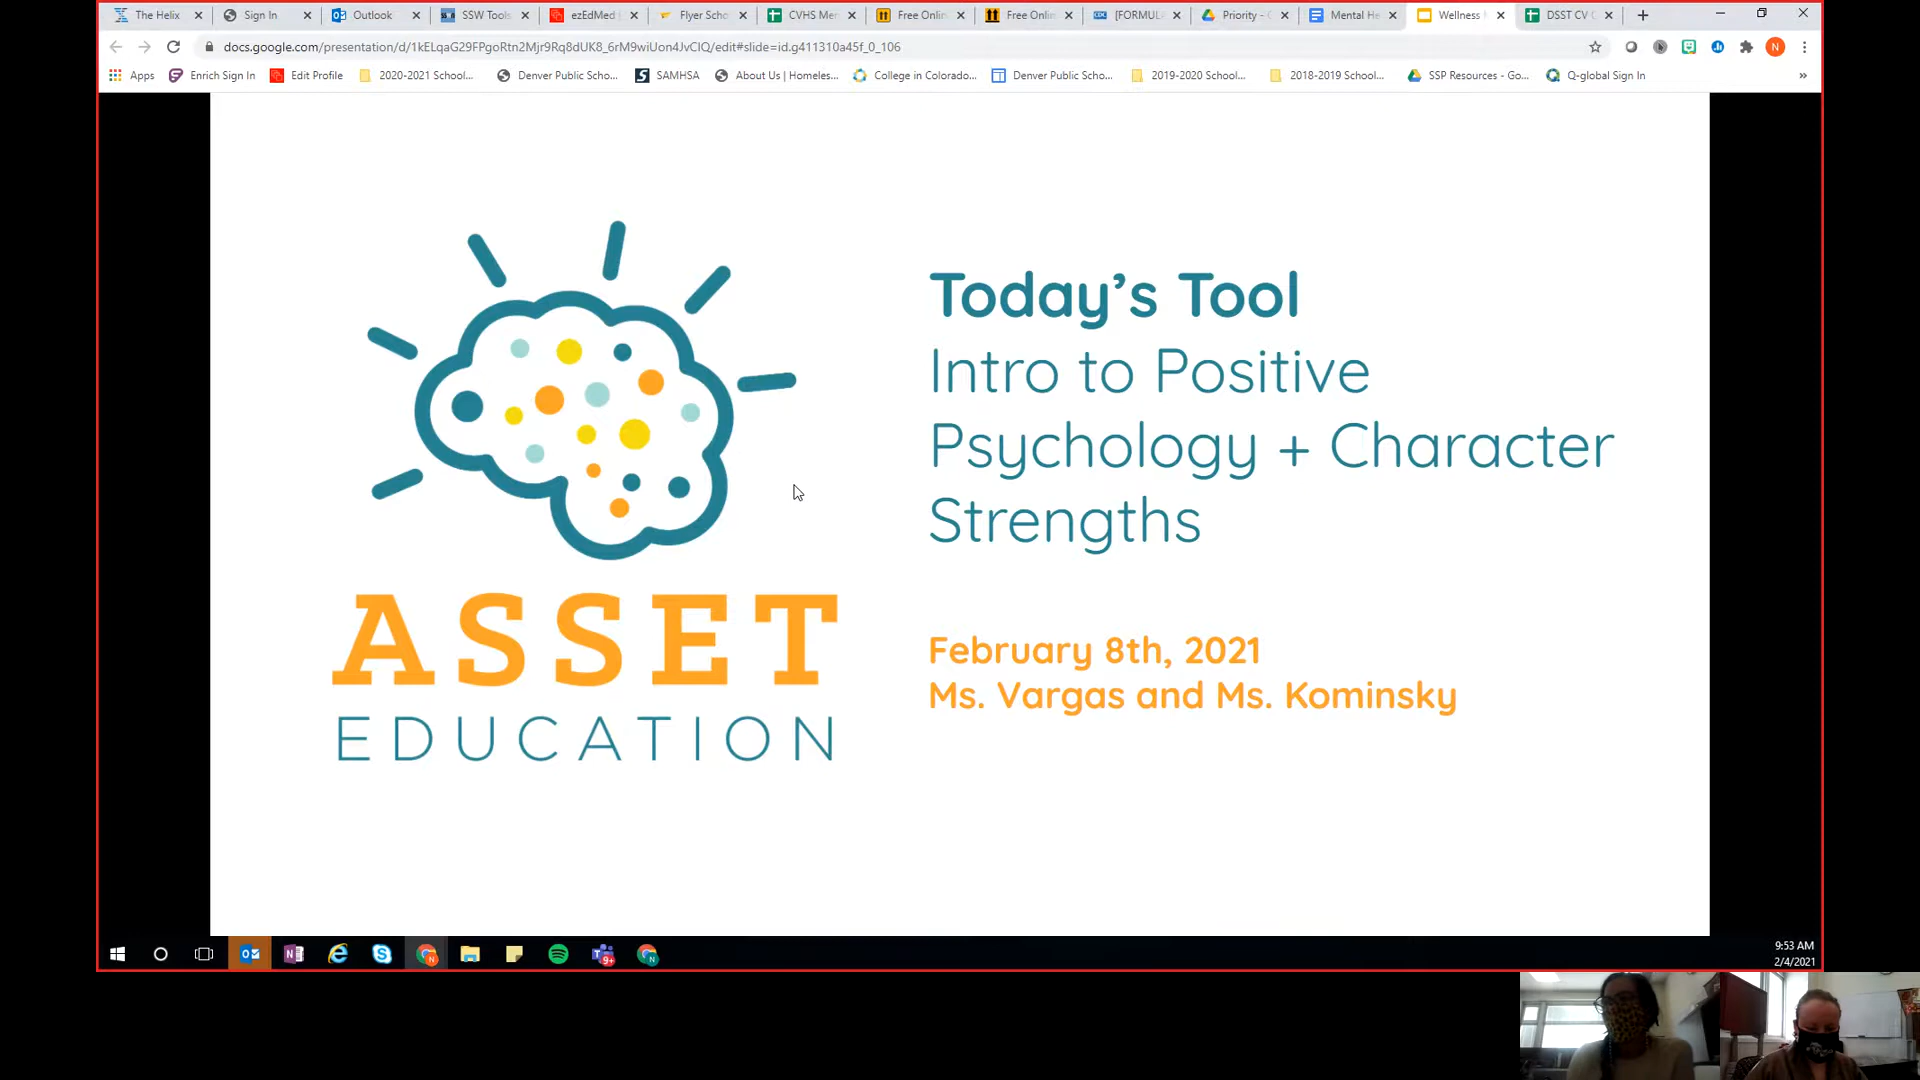 The Helix
Sign In
Outlook
SSW Tools
ezEdMed
Flyer Scho
CVHS Mer
Free Onlin
Free Onlin
[FORMULA
Priority - G
Mental He
Wellness
DSST CV C
docs.google.com/presentation/d/1kELqaG29FPgoRtn2Mjr9Rq8dUK8_6rM9wiUon4JvCIQ/edit#slide=id.g411310a45f_0_106
N
Apps
Enrich Sign In
Edit Profile
2020-2021 School...
Denver Public Scho...
SAMHSA
About Us | Homeles...
College in Colorado...
Denver Public Scho...
2019-2020 School...
2018-2019 School...
SSP Resources - Go...
Q-global Sign In
»
Today's Tool
Intro to Positive
Psychology + Character
Strengths
February 8th, 2021
Ms. Vargas and Ms. Kominsky
ASSET
EDUCATION
9:53 AM
2/4/2021